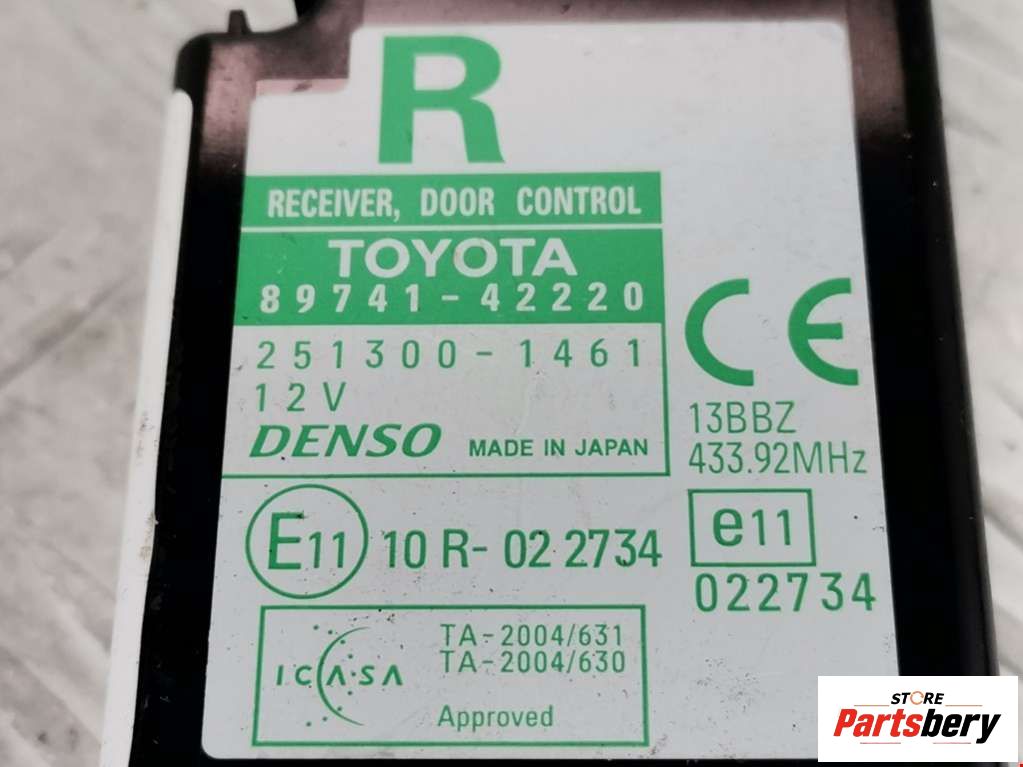 R
RECEIVER, DOOR CONTROL
TOYOTA
89741-42220
251300-1461
12V
DENSO MADE IN JAPAN
CE
13BBZ
433.92MHz
E11 10 R-02 2734
e11
022734
ICASA
TA-2004/631
TA-2004/630
Approved
STORE
Partsbery